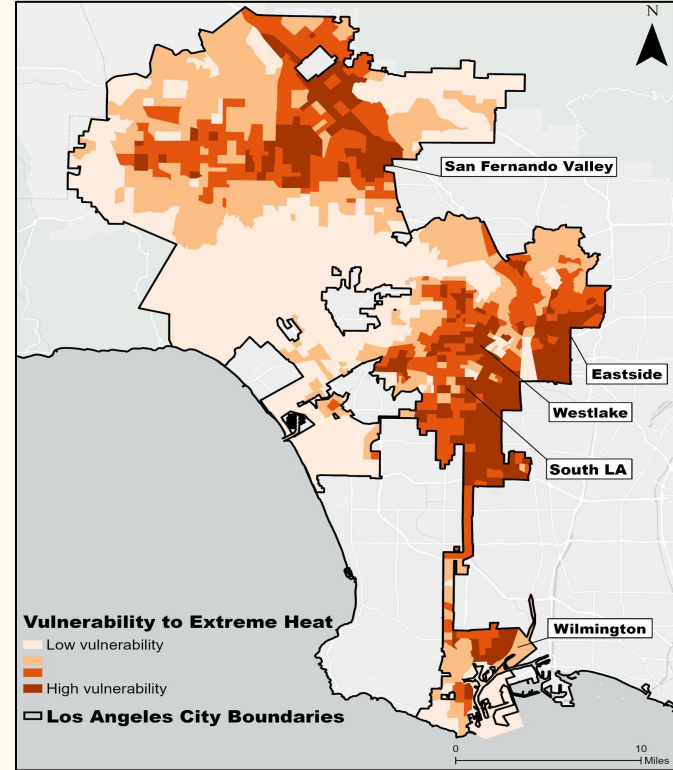 N
San Fernando Valley
Eastside
Westlake
South LA
Wilmington
Vulnerability to Extreme Heat
Low vulnerability
High vulnerability
Los Angeles City Boundaries
0 10
Miles